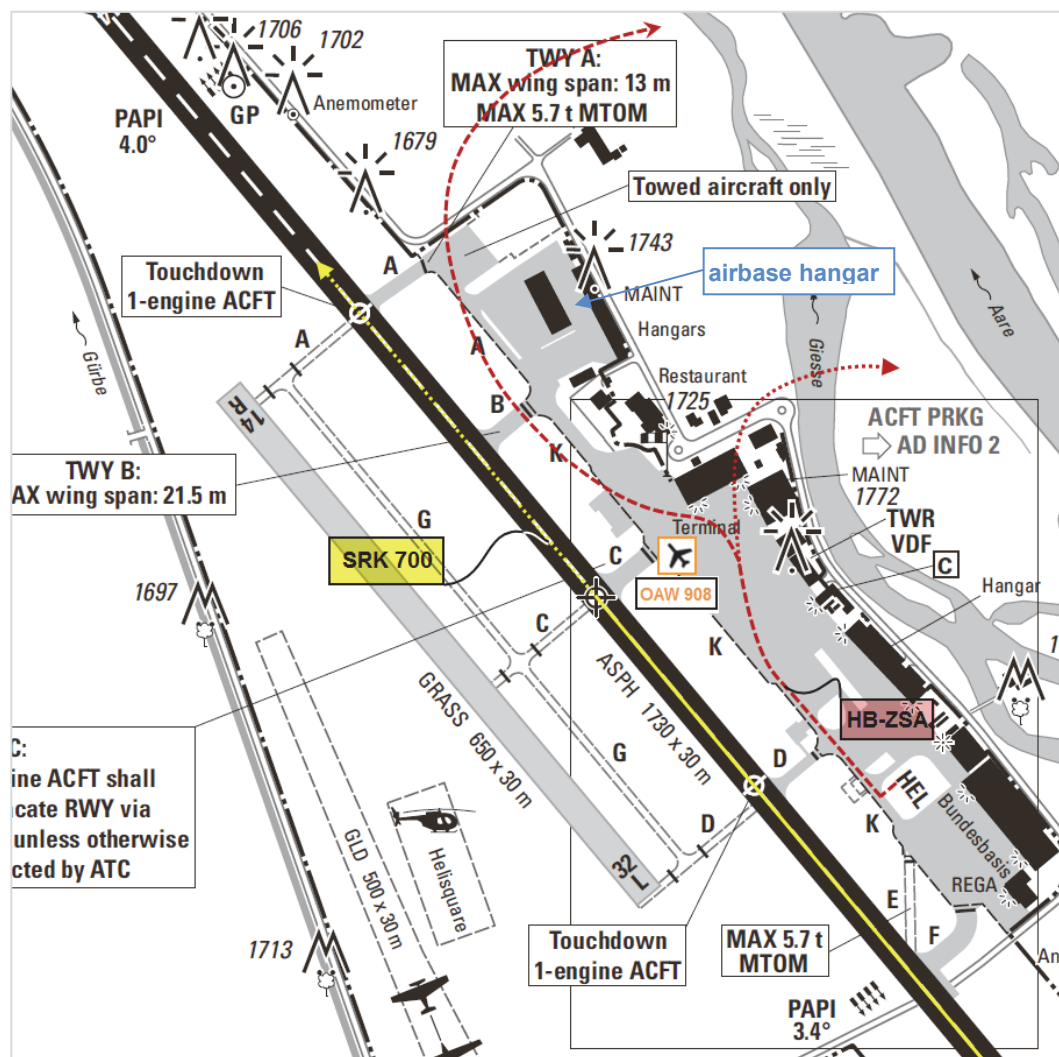 1706
1702
TWY A:
MAX wing span: 13 m
MAX 5.7 t MTOM
Anemometer
GP
PAPI
4.0°
1679
Towed aircraft only
1743
airbase hangar
A
Touchdown
1-engine ACFT
MAINT
Hangars
Aare
Giesse
Gürbe
A
A
Restaurant
1725
14
R
B
ACFT PRKG
AD INFO 2
K
TWY B:
AX wing span: 21.5 m
MAINT
1772
TWR
VDF
Terminal
G
SRK 700
C
C
OAW 908
Hangar
1697
C
K
1
ASPH 1730 x 30 m
GRASS 650 x 30 m
HB-ZSA
C:
ine ACFT shall
cate RWY via
unless otherwise
cted by ATC
G
D
HEL
D
K
Bundesbasis
GLD 500 x 30 m
Helisquare
32
L
REGA
E
1713
Touchdown
1-engine ACFT
MAX 5.7 t
MTOM
F
An
PAPI
3.4°